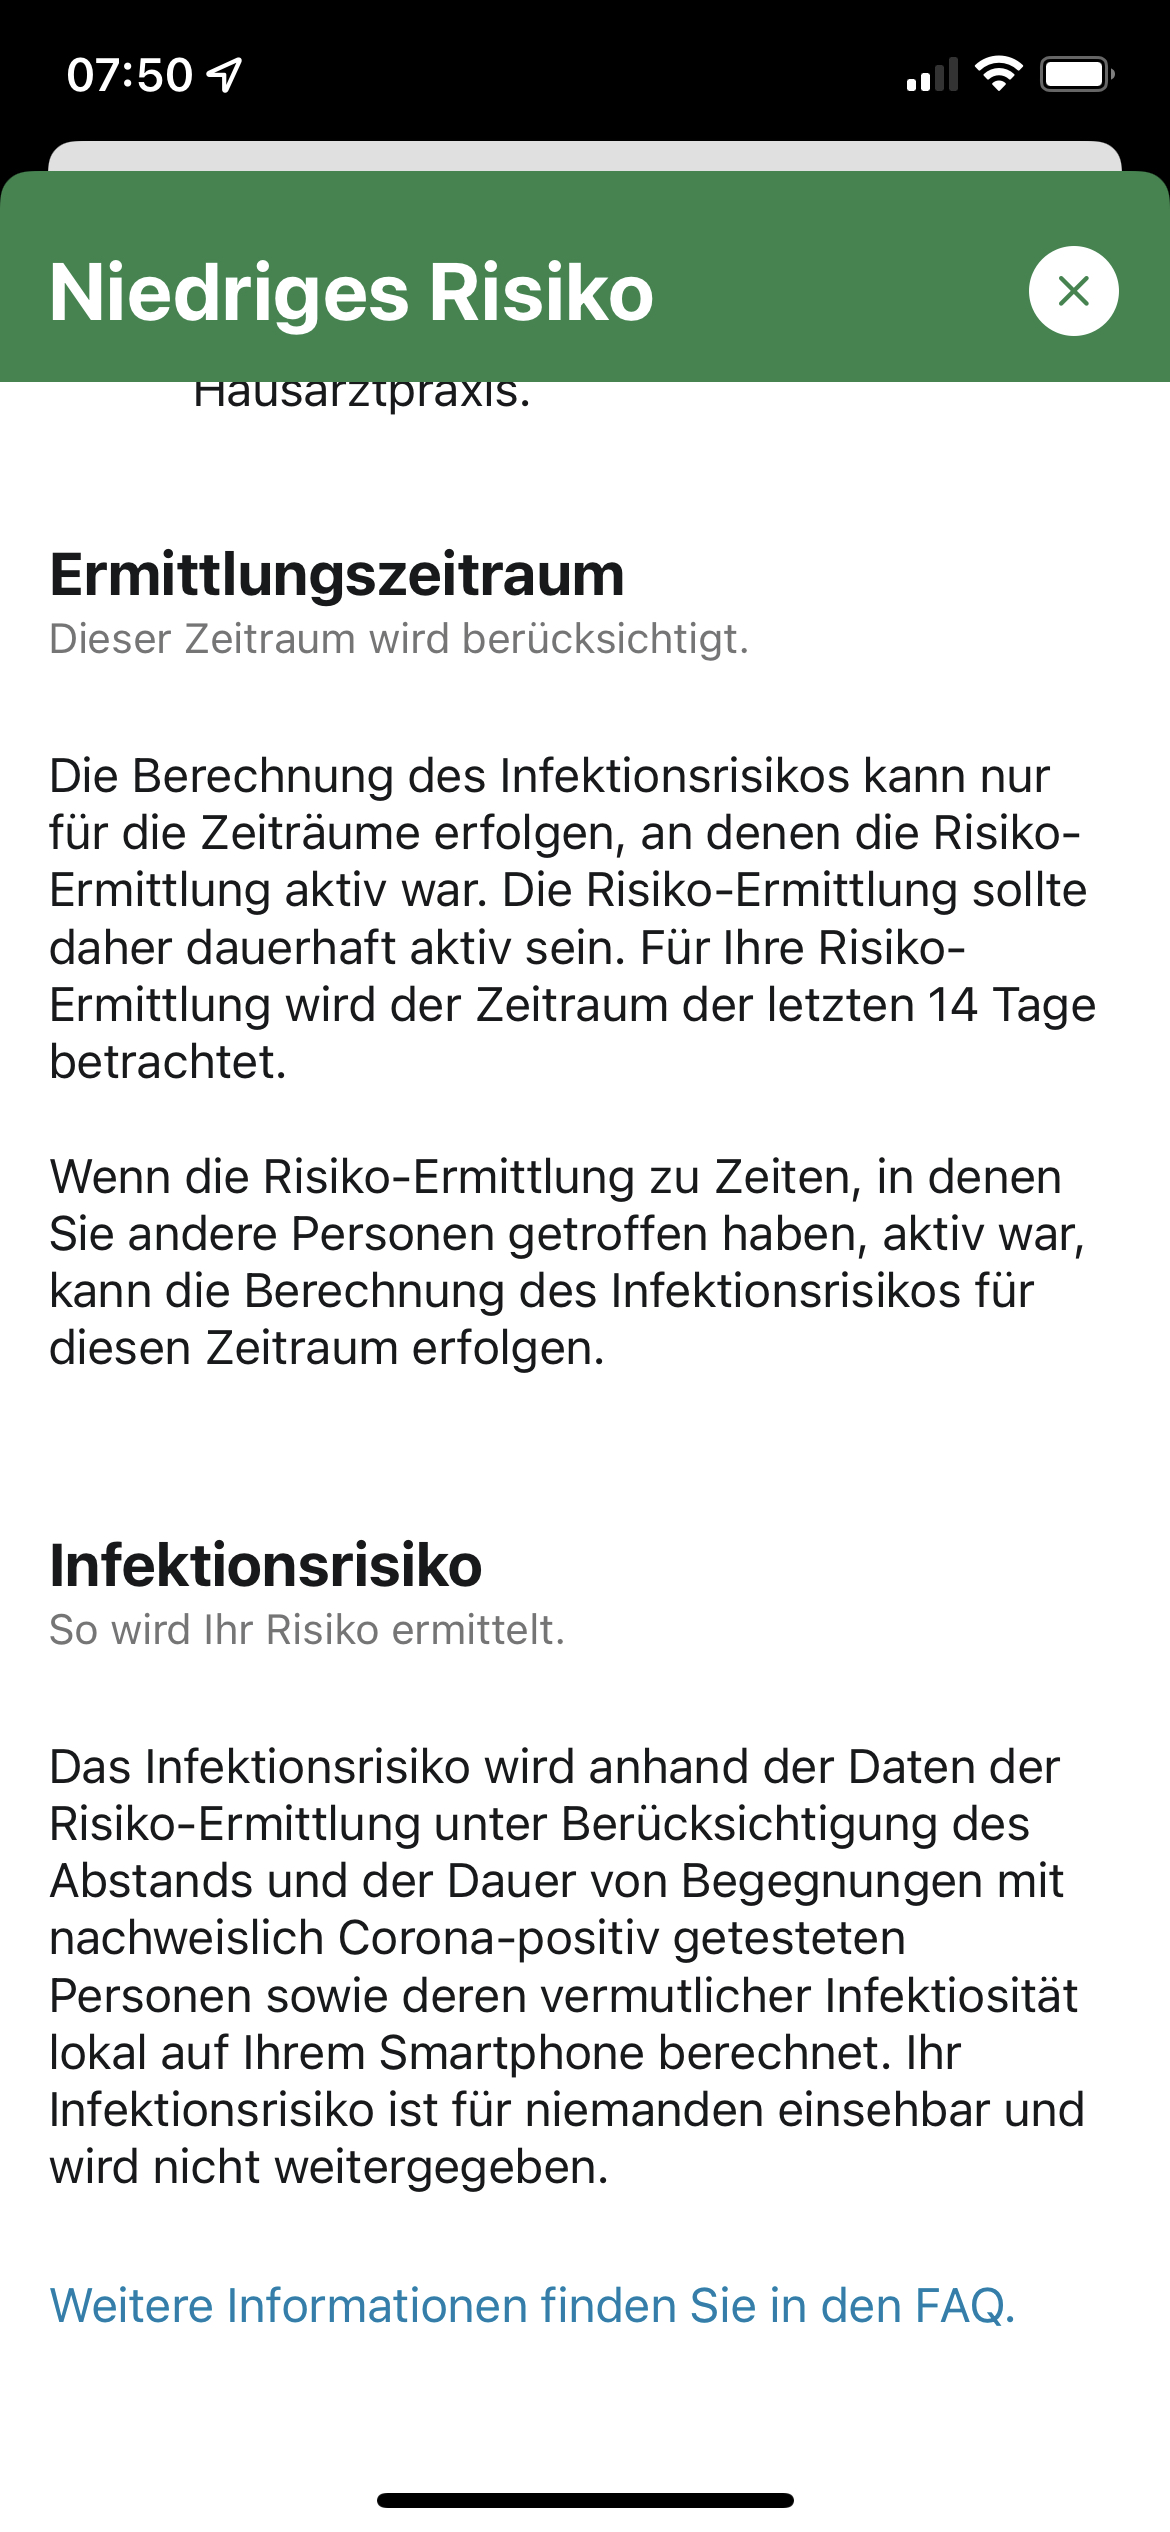 07:50
Niedriges Risiko
Hausarztpraxis.
Ermittlungszeitraum
Dieser Zeitraum wird berücksichtigt.
Die Berechnung des Infektionsrisikos kann nur
für die Zeiträume erfolgen, an denen die Risiko-
Ermittlung aktiv war. Die Risiko-Ermittlung sollte
daher dauerhaft aktiv sein. Für Ihre Risiko-
Ermittlung wird der Zeitraum der letzten 14 Tage
betrachtet.
Wenn die Risiko-Ermittlung zu Zeiten, in denen
Sie andere Personen getroffen haben, aktiv war,
kann die Berechnung des Infektionsrisikos für
diesen Zeitraum erfolgen.
Infektionsrisiko
So wird Ihr Risiko ermittelt.
Das Infektionsrisiko wird anhand der Daten der
Risiko-Ermittlung unter Berücksichtigung des
Abstands und der Dauer von Begegnungen mit
nachweislich Corona-positiv getesteten
Personen sowie deren vermutlicher Infektiosität
lokal auf Ihrem Smartphone berechnet. Ihr
Infektionsrisiko ist für niemanden einsehbar und
wird nicht weitergegeben.
Weitere Informationen finden Sie in den FAQ.